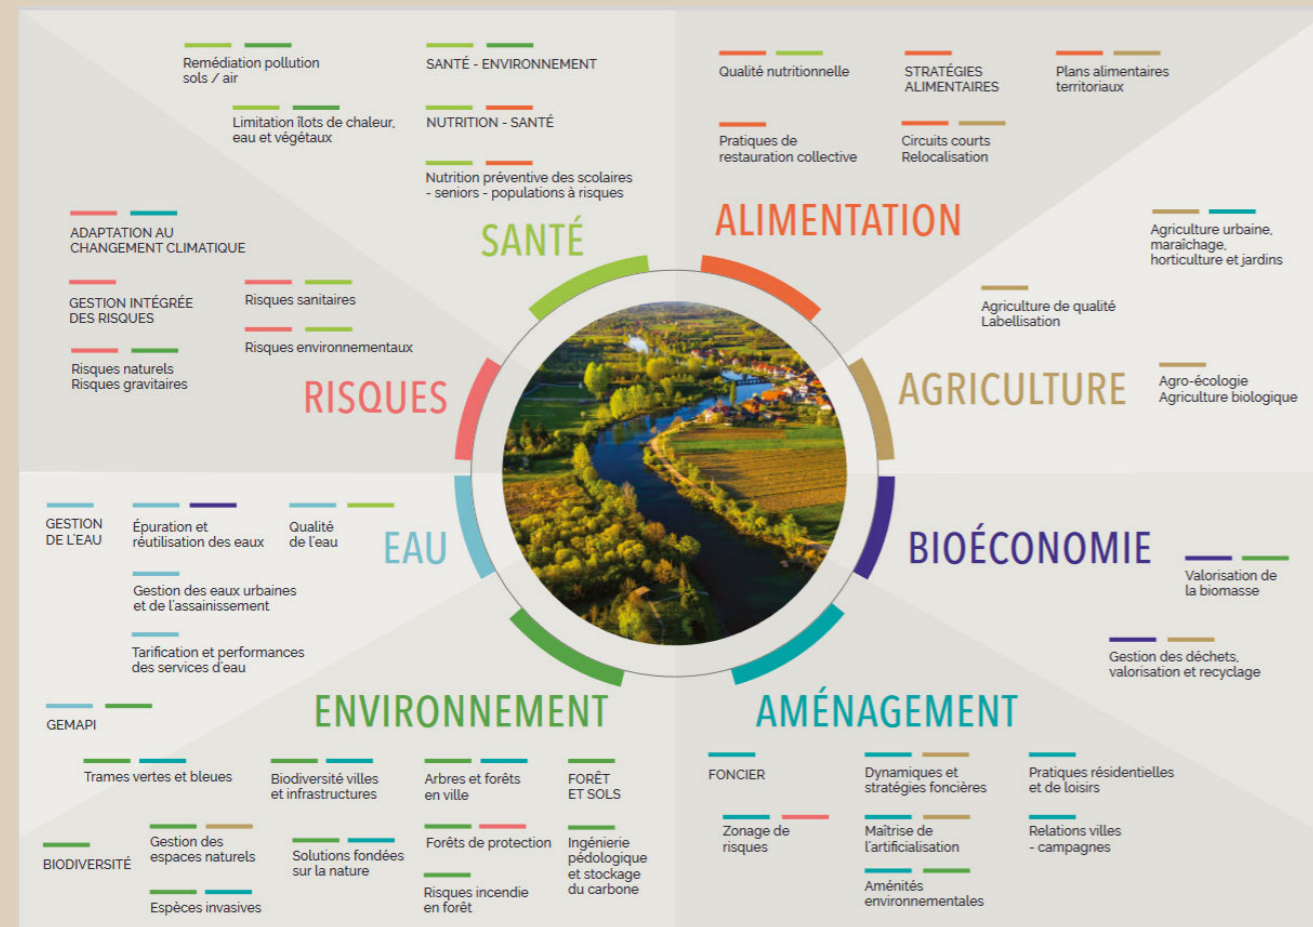 Remédiation pollution
sols / air
Limitation îlots de chaleur,
eau et végétaux
SANTÉ - ENVIRONNEMENT
NUTRITION - SANTÉ
Nutrition préventive des scolaires
- seniors - populations à risques
SANTÉ
Qualité nutritionnelle
STRATÉGIES
ALIMENTAIRES
Plans alimentaires
territoriaux
Pratiques de
restauration collective
Circuits courts
Relocalisation
ALIMENTATION
ADAPTATION AU
CHANGEMENT CLIMATIQUE
GESTION INTÉGRÉE
DES RISQUES
Risques sanitaires
Risques environnementaux
Risques naturels
Risques gravitaires
RISQUES
Agriculture urbaine,
maraîchage,
horticulture et jardins
Agriculture de qualité
Labellisation
Agro-écologie
Agriculture biologique
AGRICULTURE
GESTION
DE L'EAU
Épuration et
réutilisation des eaux
Qualité
de l'eau
Gestion des eaux urbaines
et de l'assainissement
Tarification et performances
des services d'eau
GEMAPI
EAU
BIOÉCONOMIE
Valorisation de
la biomasse
Gestion des déchets,
valorisation et recyclage
ENVIRONNEMENT
Trames vertes et bleues
Biodiversité villes
et infrastructures
Arbres et forêts
en ville
FORÊT
ET SOLS
BIODIVERSITÉ
Gestion des
espaces naturels
Solutions fondées
sur la nature
Forêts de protection
Ingénierie
pédologique
et stockage
du carbone
Espèces invasives
Risques incendie
en forêt
AMÉNAGEMENT
FONCIER
Dynamiques et
stratégies foncières
Pratiques résidentielles
et de loisirs
Zonage de
risques
Maîtrise de
l'artificialisation
Relations villes
- campagnes
Aménités
environnementales